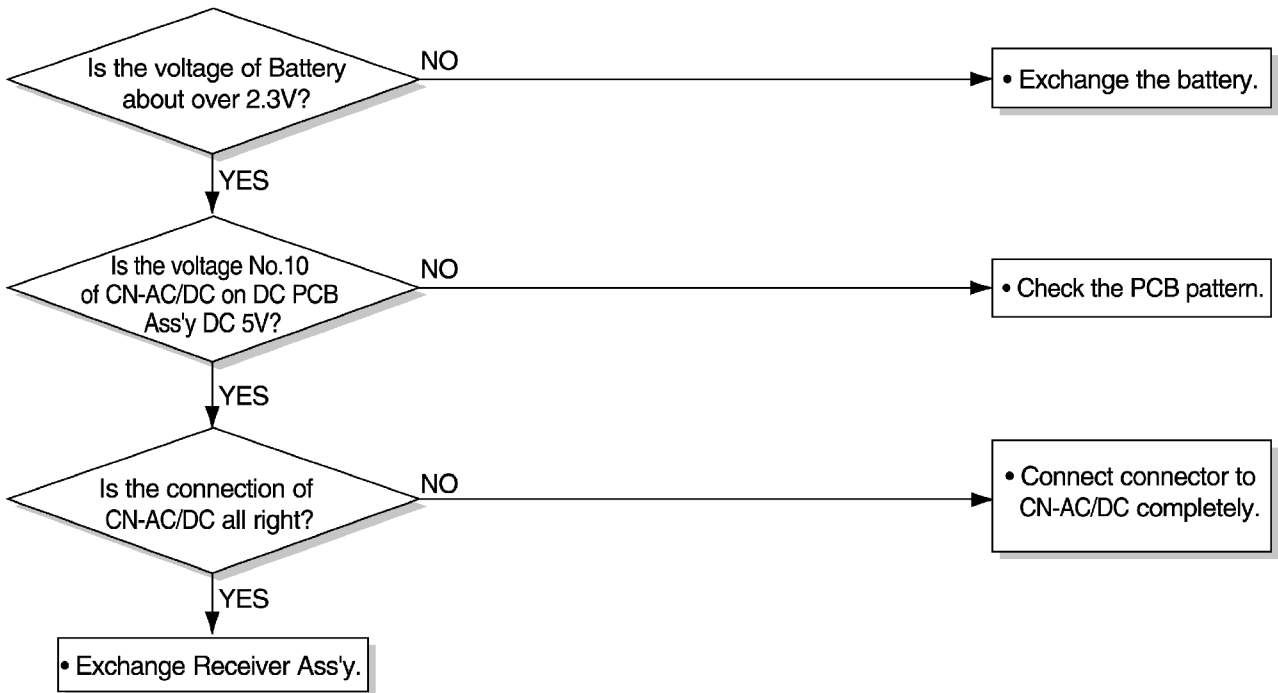 Is the voltage of Battery
about over 2.3V?
NO
• Exchange the battery.
YES
Is the voltage No.10
of CN-AC/DC on DC PCB
Ass'y DC 5V?
NO
• Check the PCB pattern.
YES
Is the connection of
CN-AC/DC all right?
NO
• Connect connector to
CN-AC/DC completely.
YES
• Exchange Receiver Ass'y.